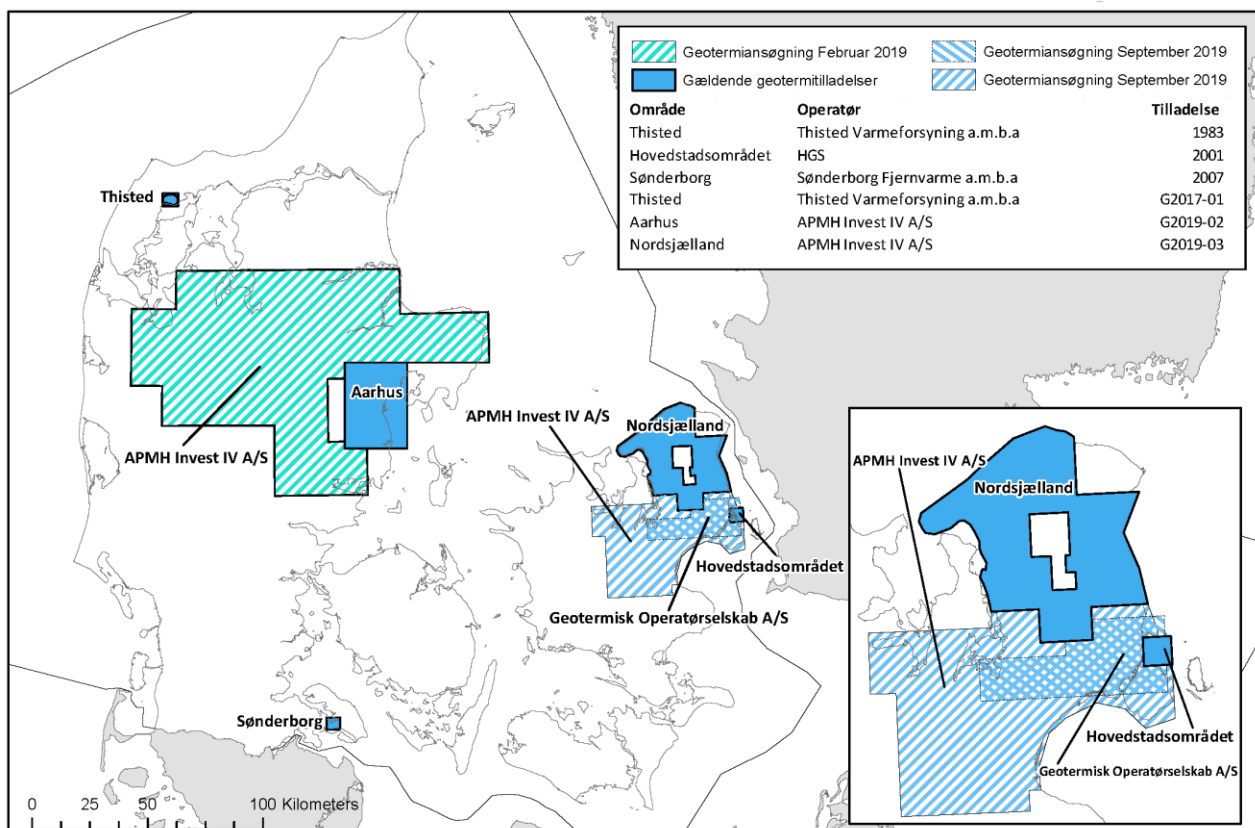 Geotermiansøgning Februar 2019 Geotermiansøgning September 2019
Gældende geotermitilladelser Geotermiansøgning September 2019
Område Operatør Tilladelse
Thisted Thisted Varmeforsyning a.m.b.a 1983
Hovedstadsområdet HGS 2001
Sønderborg Sønderborg Fjernvarme a.m.b.a 2007
Thisted Thisted Varmeforsyning a.m.b.a G2017-01
Aarhus APMH Invest IV A/S G2019-02
Nordsjælland APMH Invest IV A/S G2019-03
Thisted
Aarhus
APMH Invest IV A/S
APMH Invest IV A/S
Nordsjælland
Hovedstadsområdet
Geotermisk Operatørselskab A/S
Sønderborg
0 25 50 100 Kilometers
APMH Invest IV A/S
Nordsjælland
Hovedstadsområdet
Geotermisk Operatørselskab A/S